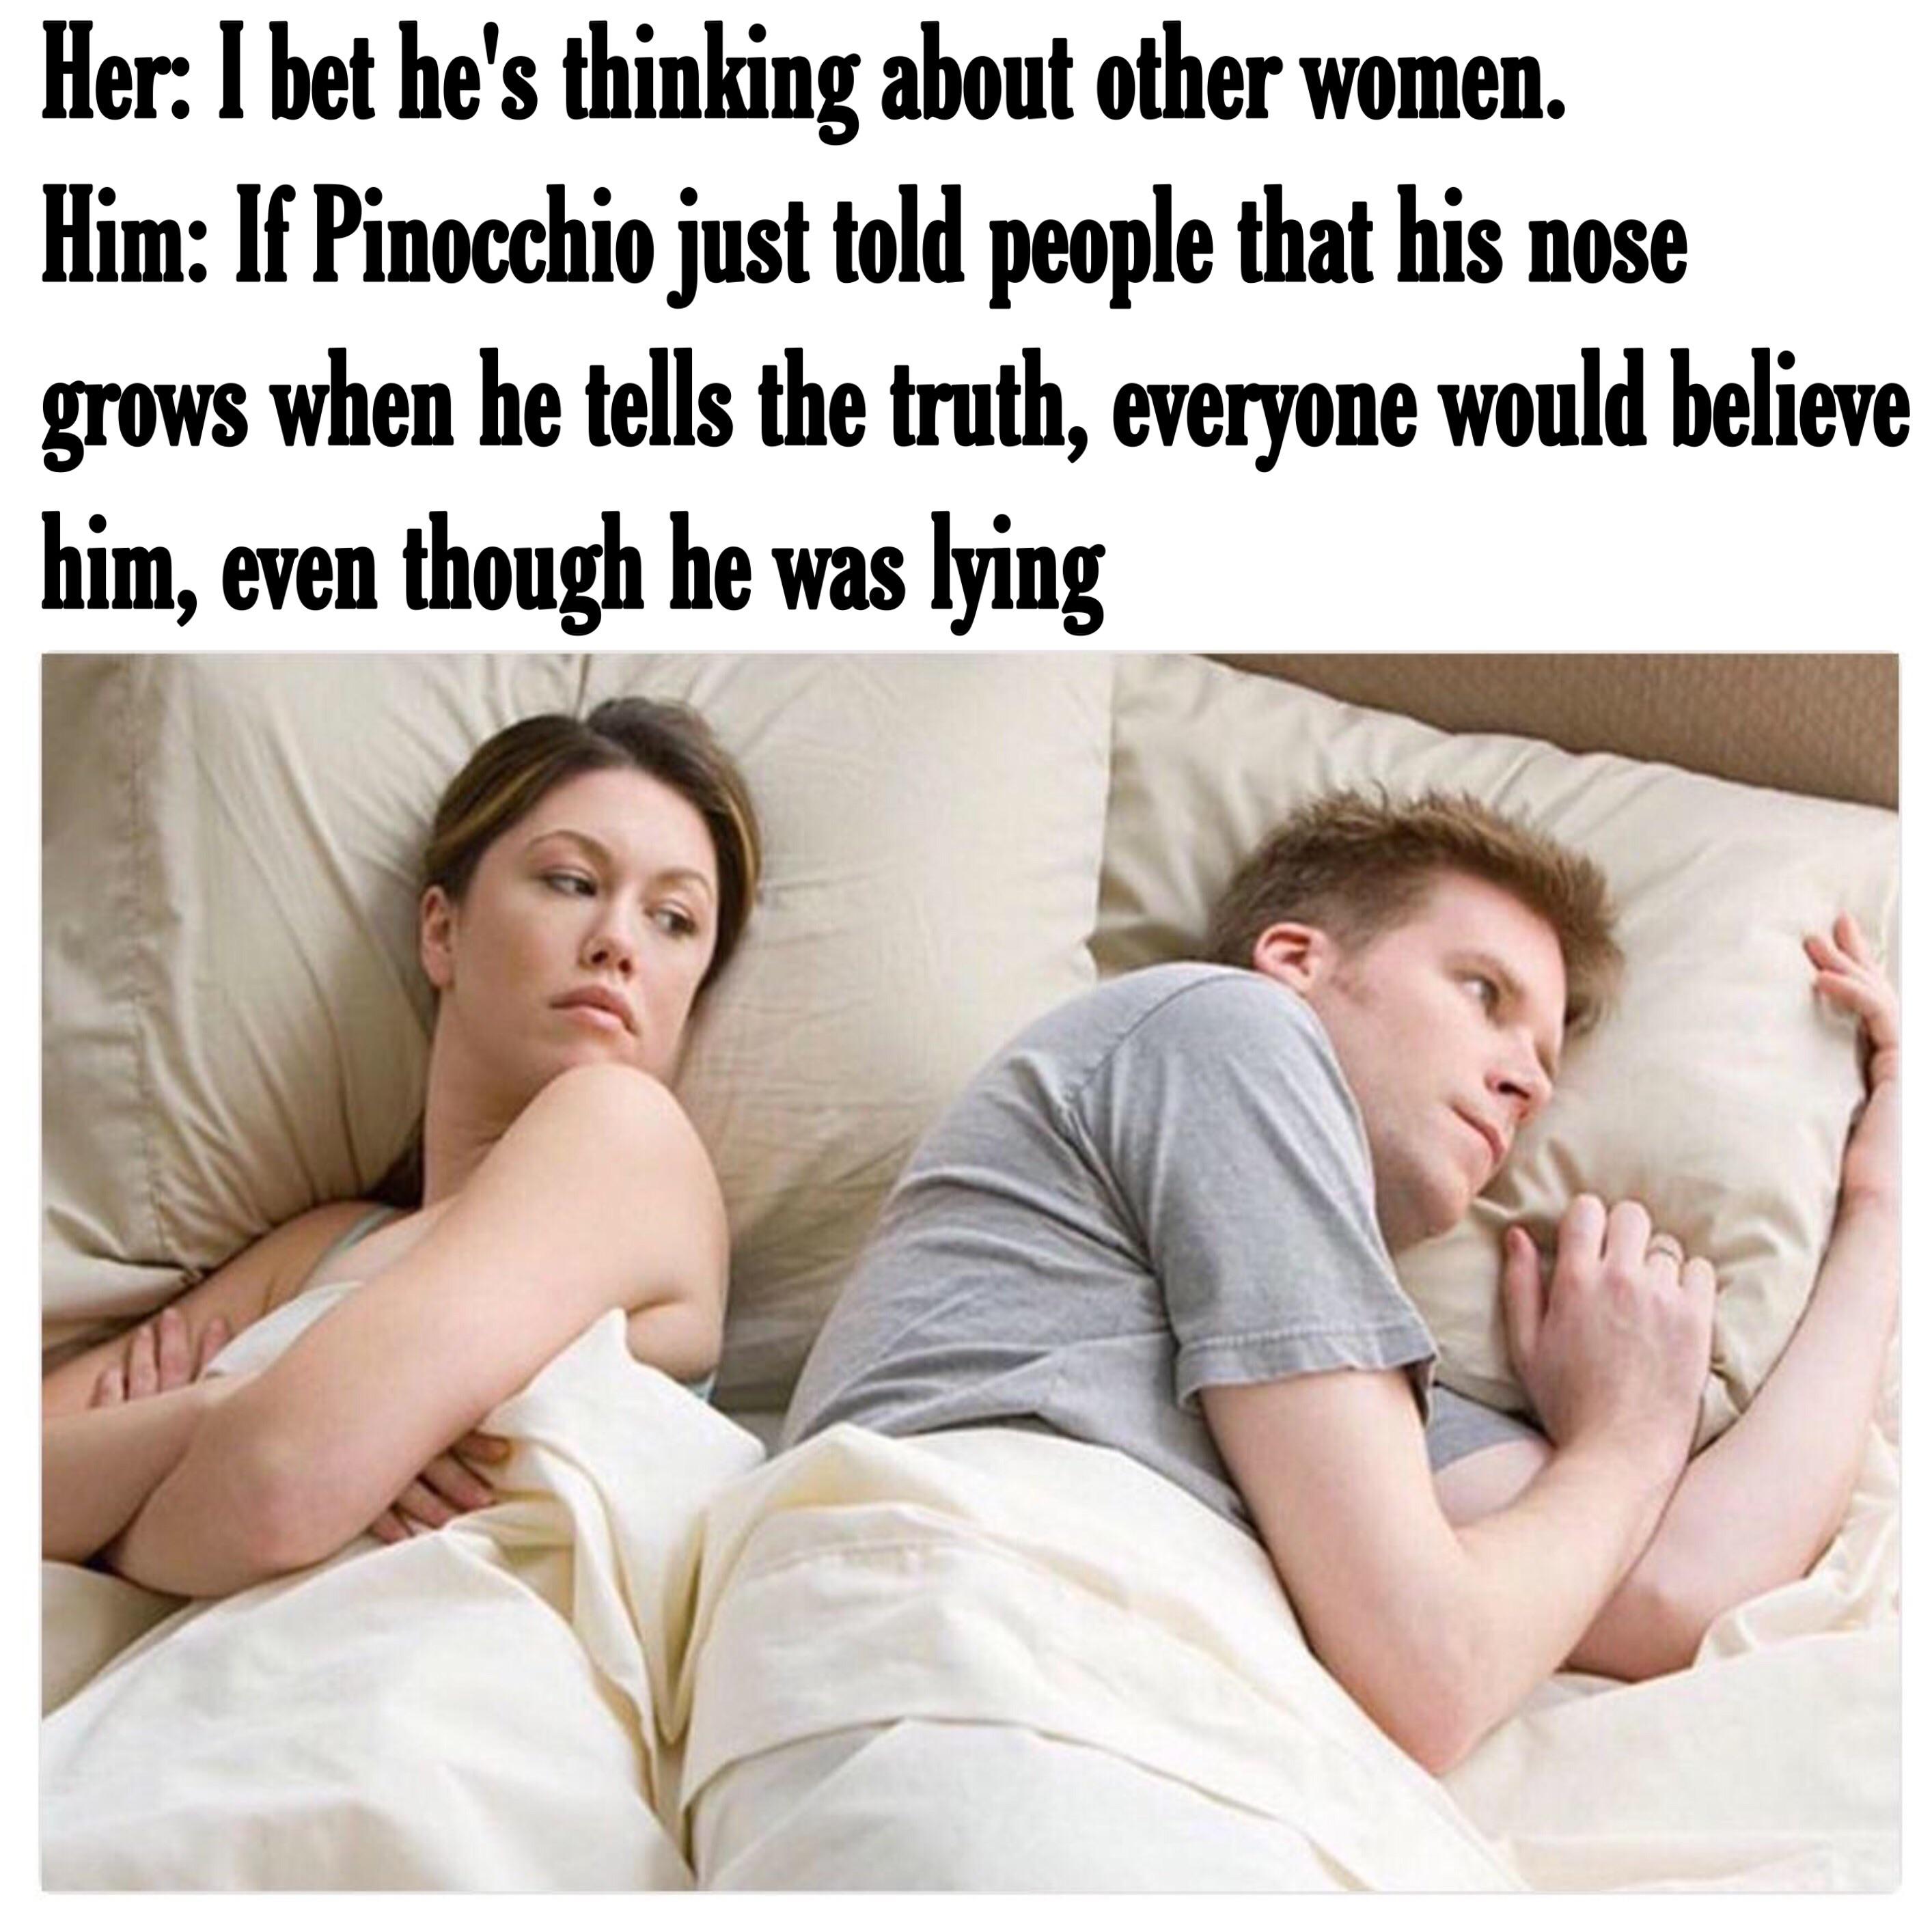 Her: I bet he's thinking about other women.
Him: If Pinocchio just told people that his nose
grows when he tells the truth, everyone would believe
him, even though he was lying